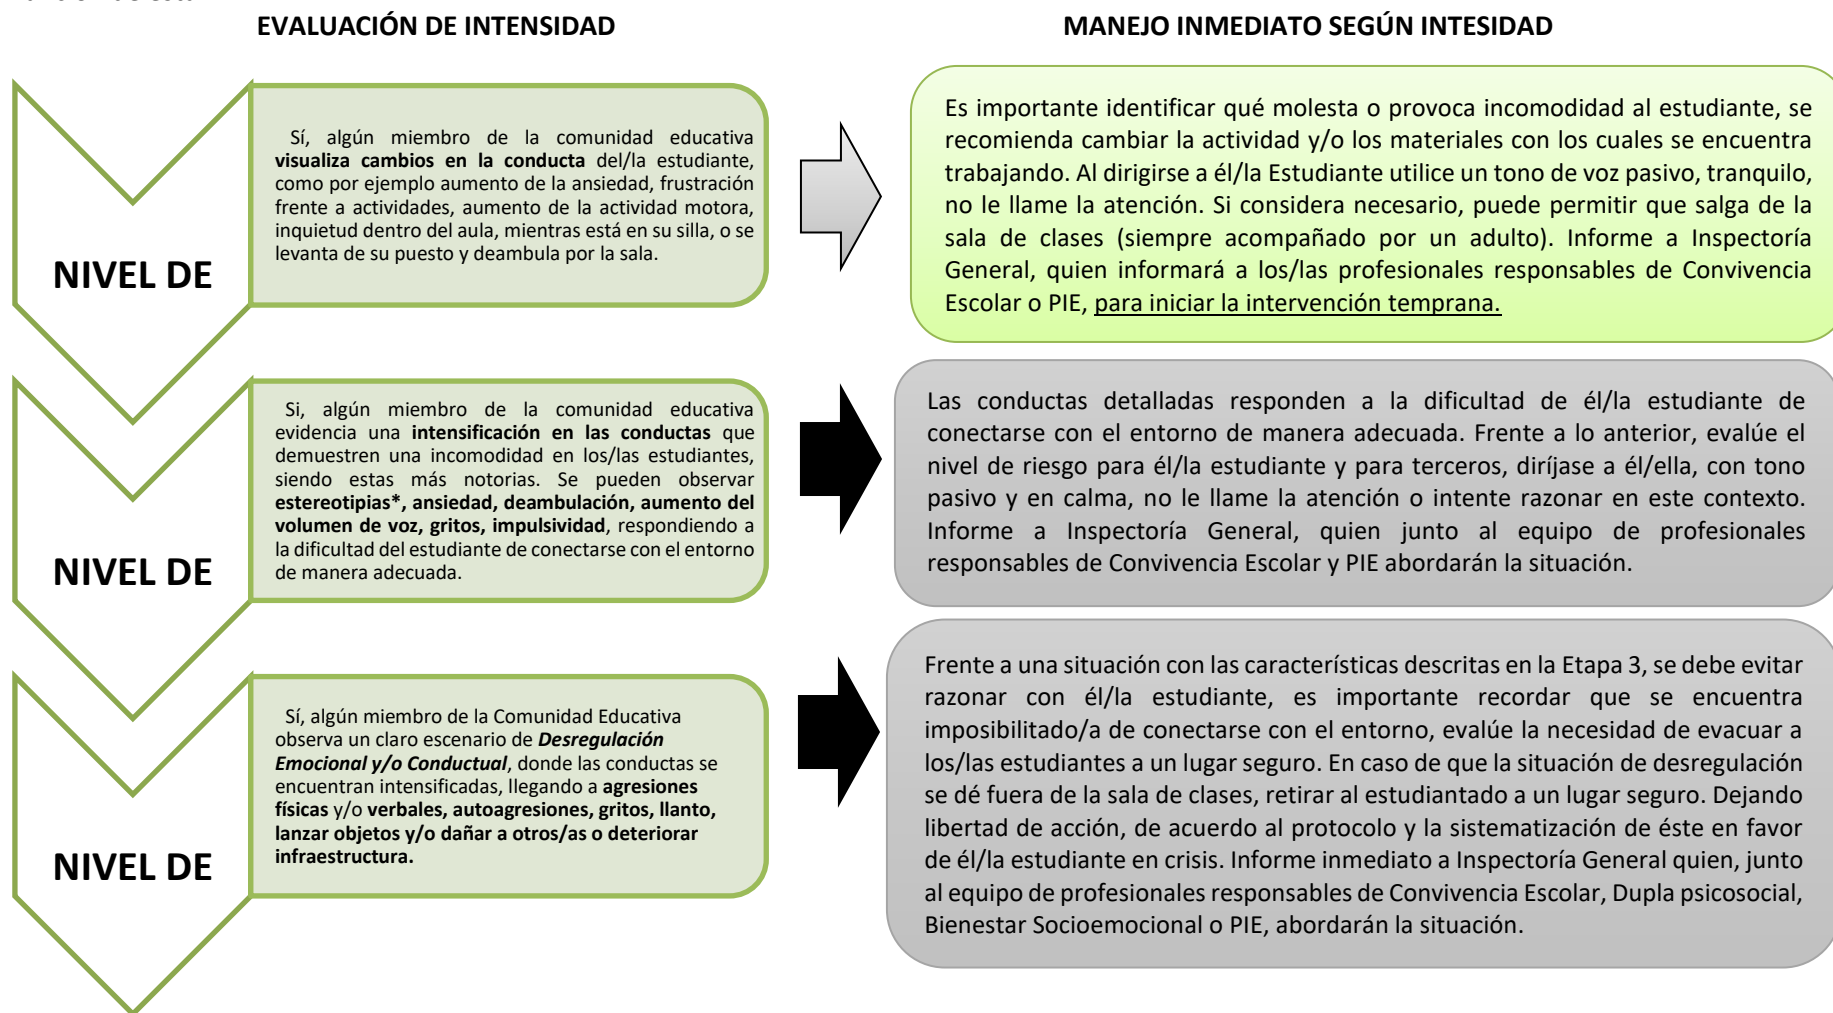 EVALUACIÓN DE INTENSIDAD
MANEJO INMEDIATO SEGÚN INTESIDAD
NIVEL DE
Sí, algún miembro de la comunidad educativa
visualiza cambios en la conducta del/la estudiante,
como por ejemplo aumento de la ansiedad, frustración
frente a actividades, aumento de la actividad motora,
inquietud dentro del aula, mientras está en su silla, o se
levanta de su puesto y deambula por la sala.
Es importante identificar qué molesta o provoca incomodidad al estudiante, se
recomienda cambiar la actividad y/o los materiales con los cuales se encuentra
trabajando. Al dirigirse a él/la Estudiante utilice un tono de voz pasivo, tranquilo,
no le llame la atención. Si considera necesario, puede permitir que salga de la
sala de clases (siempre acompañado por un adulto). Informe a Inspectoría
General, quien informará a los/las profesionales responsables de Convivencia
Escolar o PIE, para iniciar la intervención temprana.
NIVEL DE
Si, algún miembro de la comunidad educativa
evidencia una intensificación en las conductas que
demuestren una incomodidad en los/las estudiantes,
siendo estas más notorias. Se pueden observar
estereotipias*, ansiedad, deambulación, aumento del
volumen de voz, gritos, impulsividad, respondiendo a
la dificultad del estudiante de conectarse con el entorno
de manera adecuada.
Las conductas detalladas responden a la dificultad de él/la estudiante de
conectarse con el entorno de manera adecuada. Frente a lo anterior, evalúe el
nivel de riesgo para él/la estudiante y para terceros, diríjase a él/ella, con tono
pasivo y en calma, no le llame la atención o intente razonar en este contexto.
Informe a Inspectoría General, quien junto al equipo de profesionales
responsables de Convivencia Escolar y PIE abordarán la situación.
NIVEL DE
Sí, algún miembro de la Comunidad Educativa
observa un claro escenario de Desregulación
Emocional y/o Conductual, donde las conductas se
encuentran intensificadas, llegando a agresiones
físicas y/o verbales, autoagresiones, gritos, llanto,
lanzar objetos y/o dañar a otros/as o deteriorar
infraestructura.
Frente a una situación con las características descritas en la Etapa 3, se debe evitar
razonar con él/la estudiante, es importante recordar que se encuentra
imposibilitado/a de conectarse con el entorno, evalúe la necesidad de evacuar a
los/las estudiantes a un lugar seguro. En caso de que la situación de desregulación
se dé fuera de la sala de clases, retirar al estudiantado a un lugar seguro. Dejando
libertad de acción, de acuerdo al protocolo y la sistematización de éste en favor
de él/la estudiante en crisis. Informe inmediato a Inspectoría General quien, junto
al equipo de profesionales responsables de Convivencia Escolar, Dupla psicosocial,
Bienestar Socioemocional o PIE, abordarán la situación.